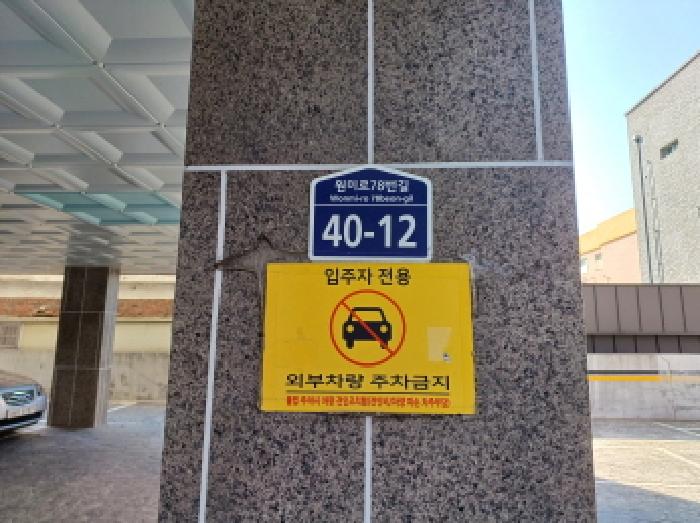 원미로78번길
Wonmi-ro 78beon-gil
40-12
입주자 전용
외부차량 주차금지